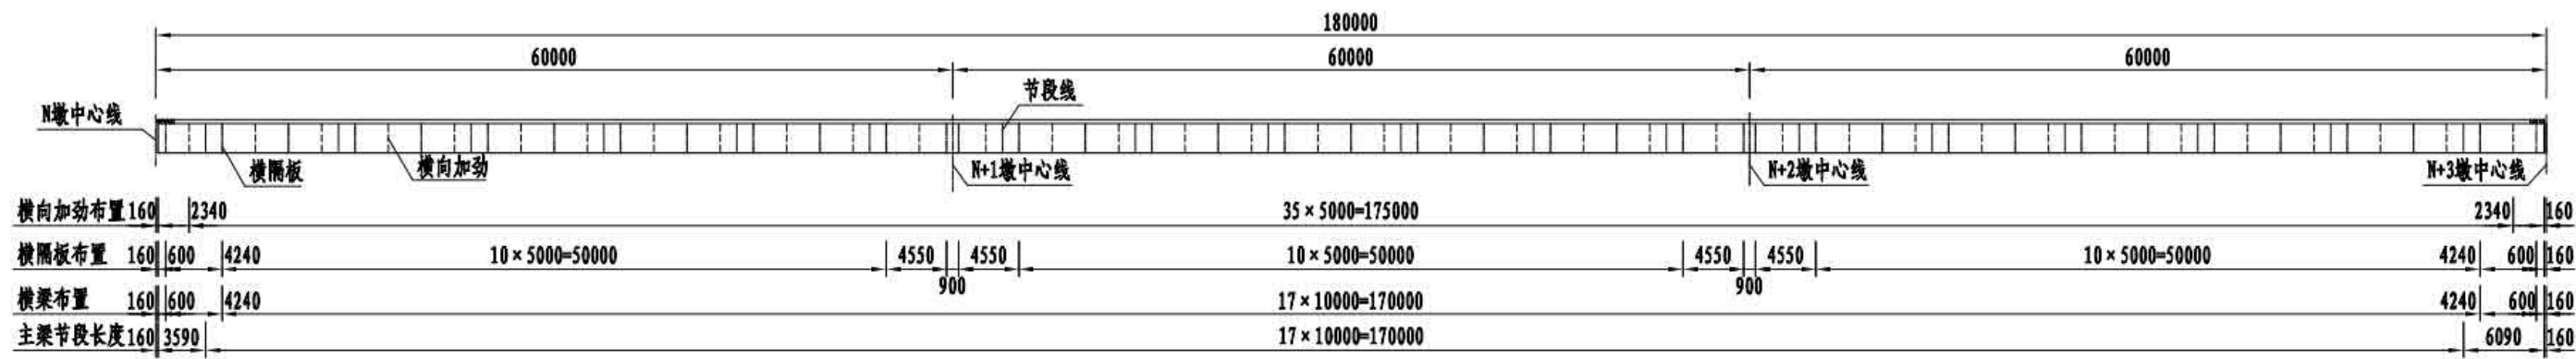 180000
60000 60000 60000
节段线
N墩中心线
横隔板 横向加劲 N+1墩中心线 N+2墩中心线 N+3墩中心线
横向加劲布置 160 2340 35×5000=175000 2340 160
横隔板布置 160 600 4240 10×5000=50000 4550 4550 10×5000=50000 4550 4550 10×5000=50000 4240 600 160
900 900
横梁布置 160 600 4240 17×10000=170000 4240 600 160
主梁节段长度 160 3590 17×10000=170000 6090 160